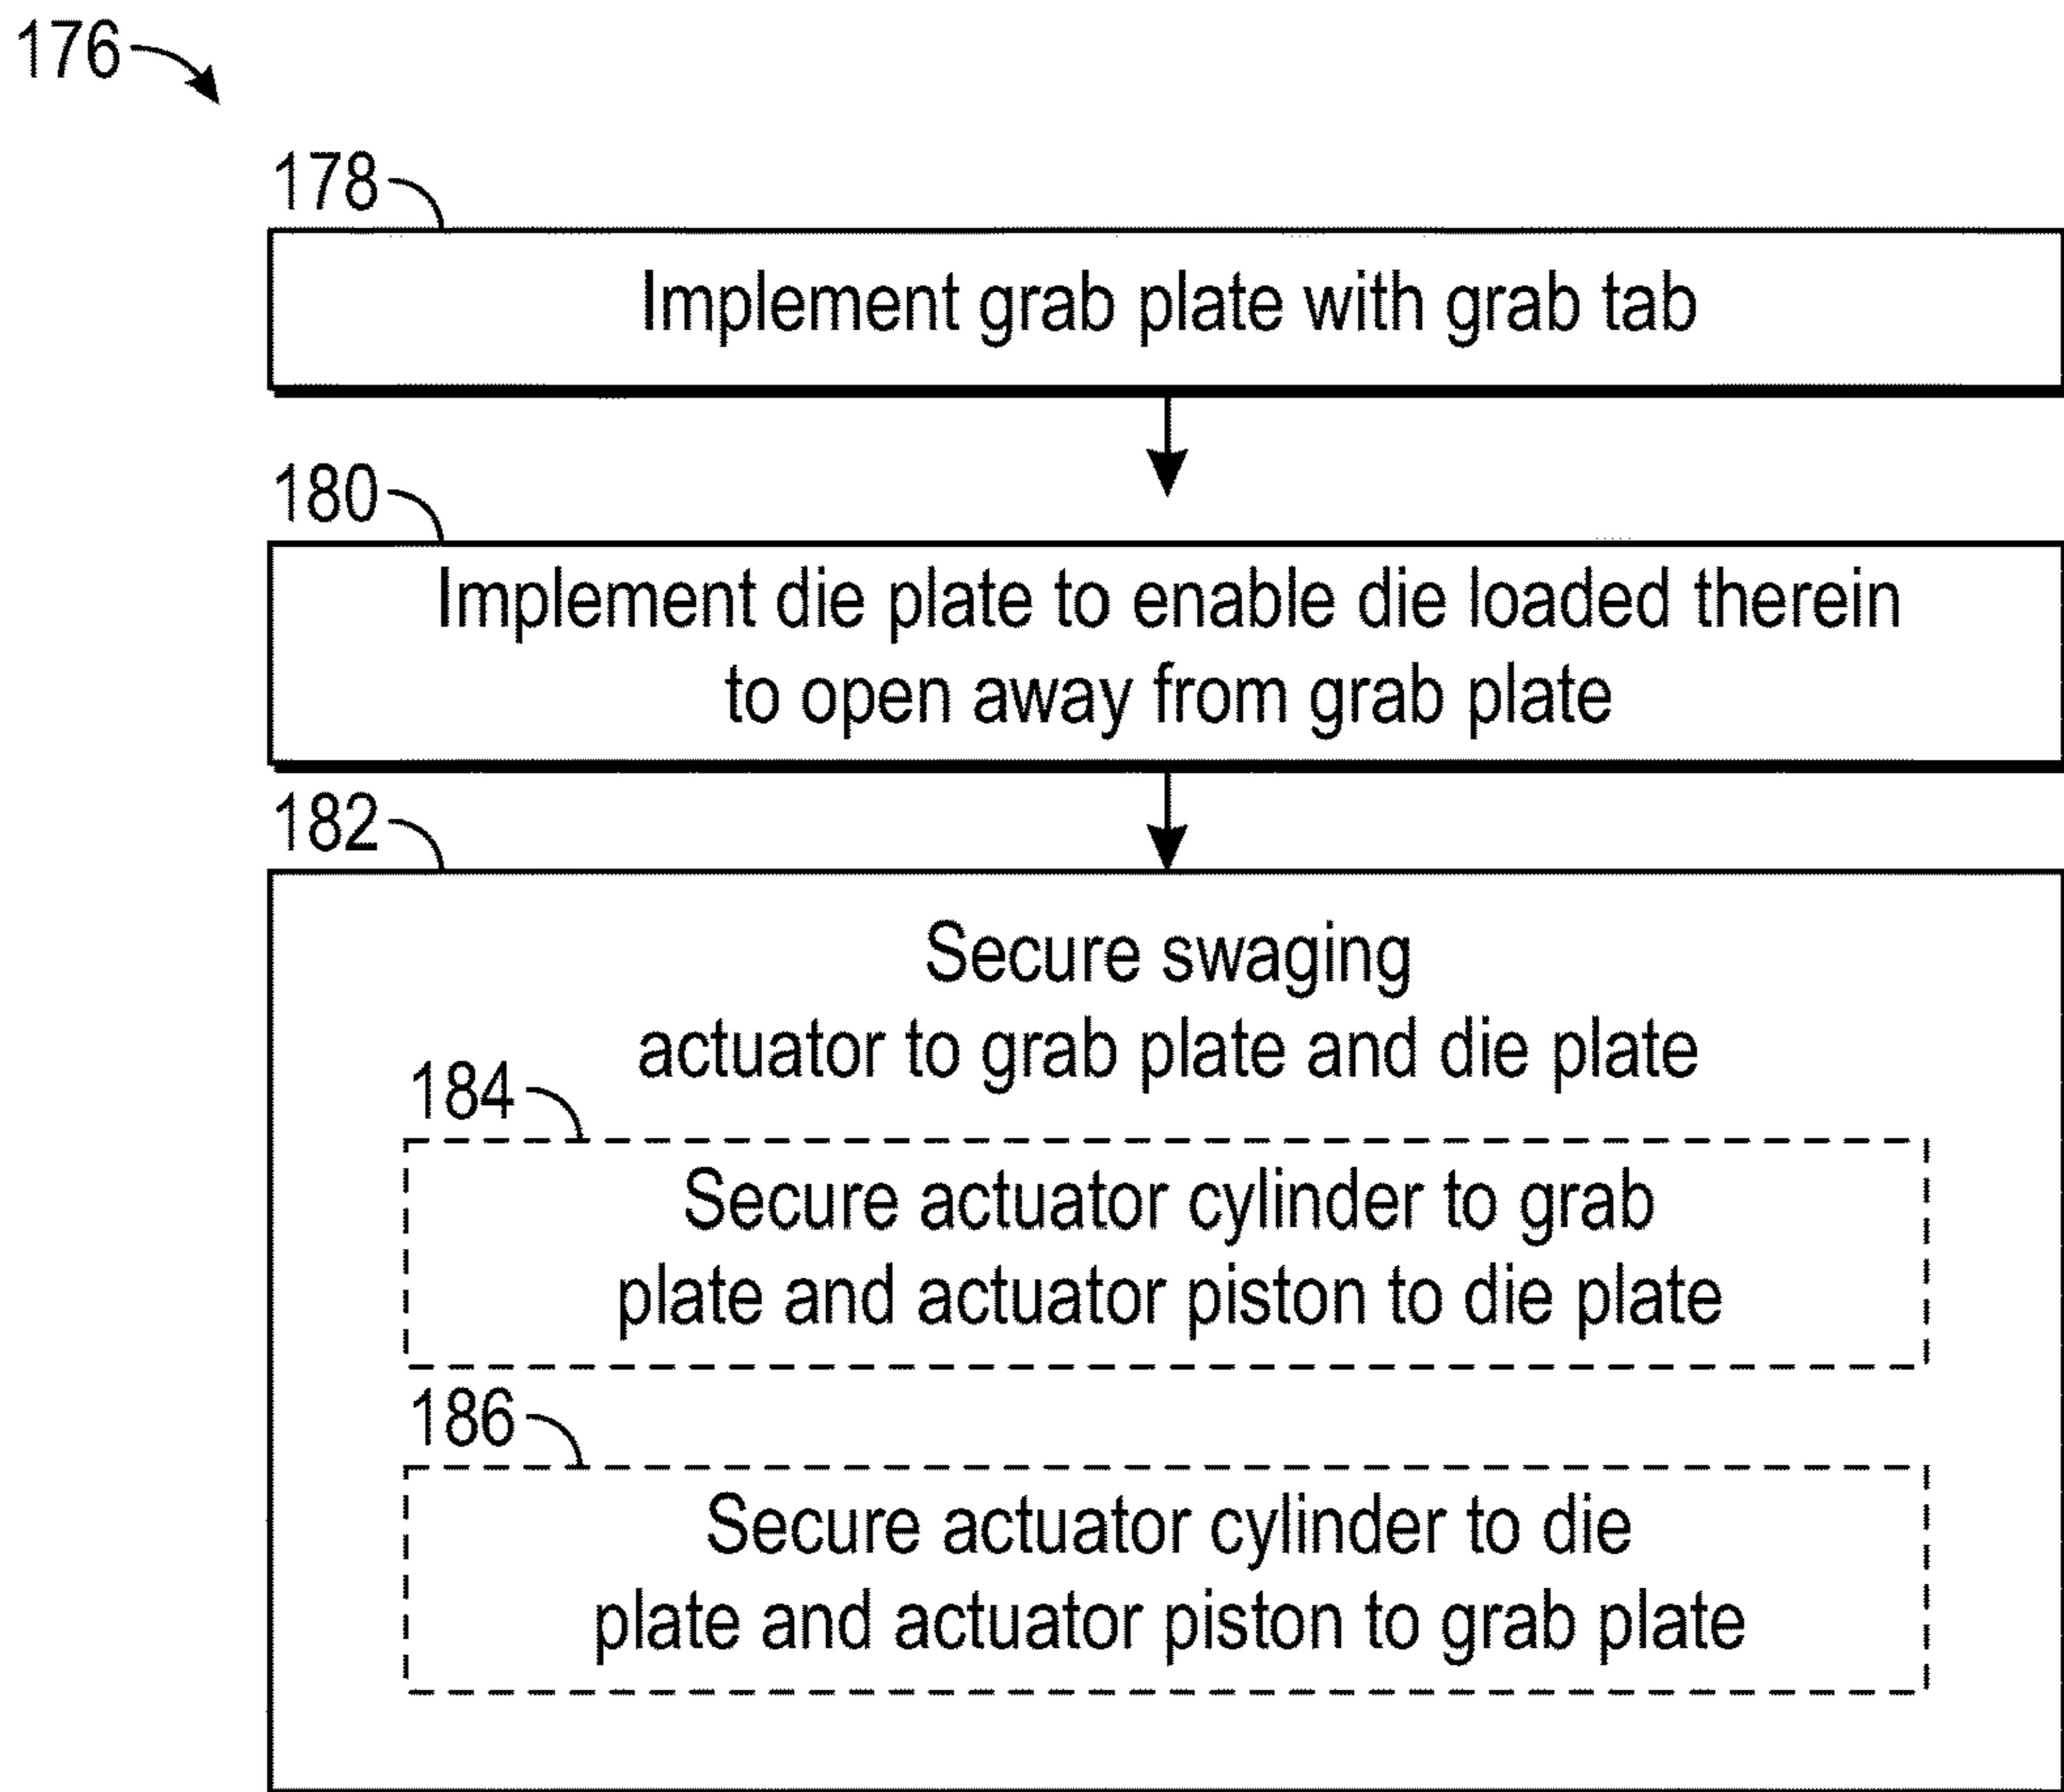 176
178
Implement grab plate with grab tab
180
Implement die plate to enable die loaded therein
to open away from grab plate
182
Secure swaging
actuator to grab plate and die plate
184
Secure actuator cylinder to grab
plate and actuator piston to die plate
186
Secure actuator cylinder to die
plate and actuator piston to grab plate